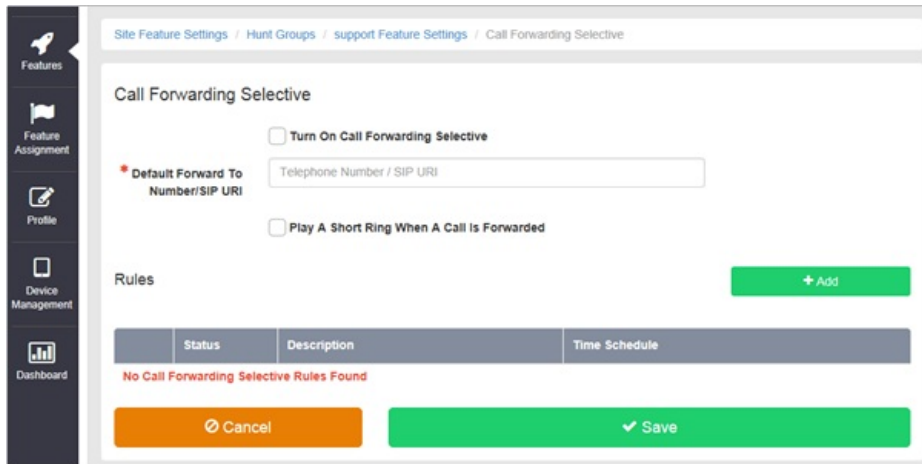 Features
Feature
Assignment
Profile
Device
Management
Dashboard
Site Feature Settings / Hunt Groups / support Feature Settings / Call Forwarding Selective
Call Forwarding Selective
Turn On Call Forwarding Selective
* Default Forward To
Number/SIP URI
Telephone Number / SIP URI
Play A Short Ring When A Call Is Forwarded
Rules
+ Add
Status Description Time Schedule
No Call Forwarding Selective Rules Found
Cancel
Save